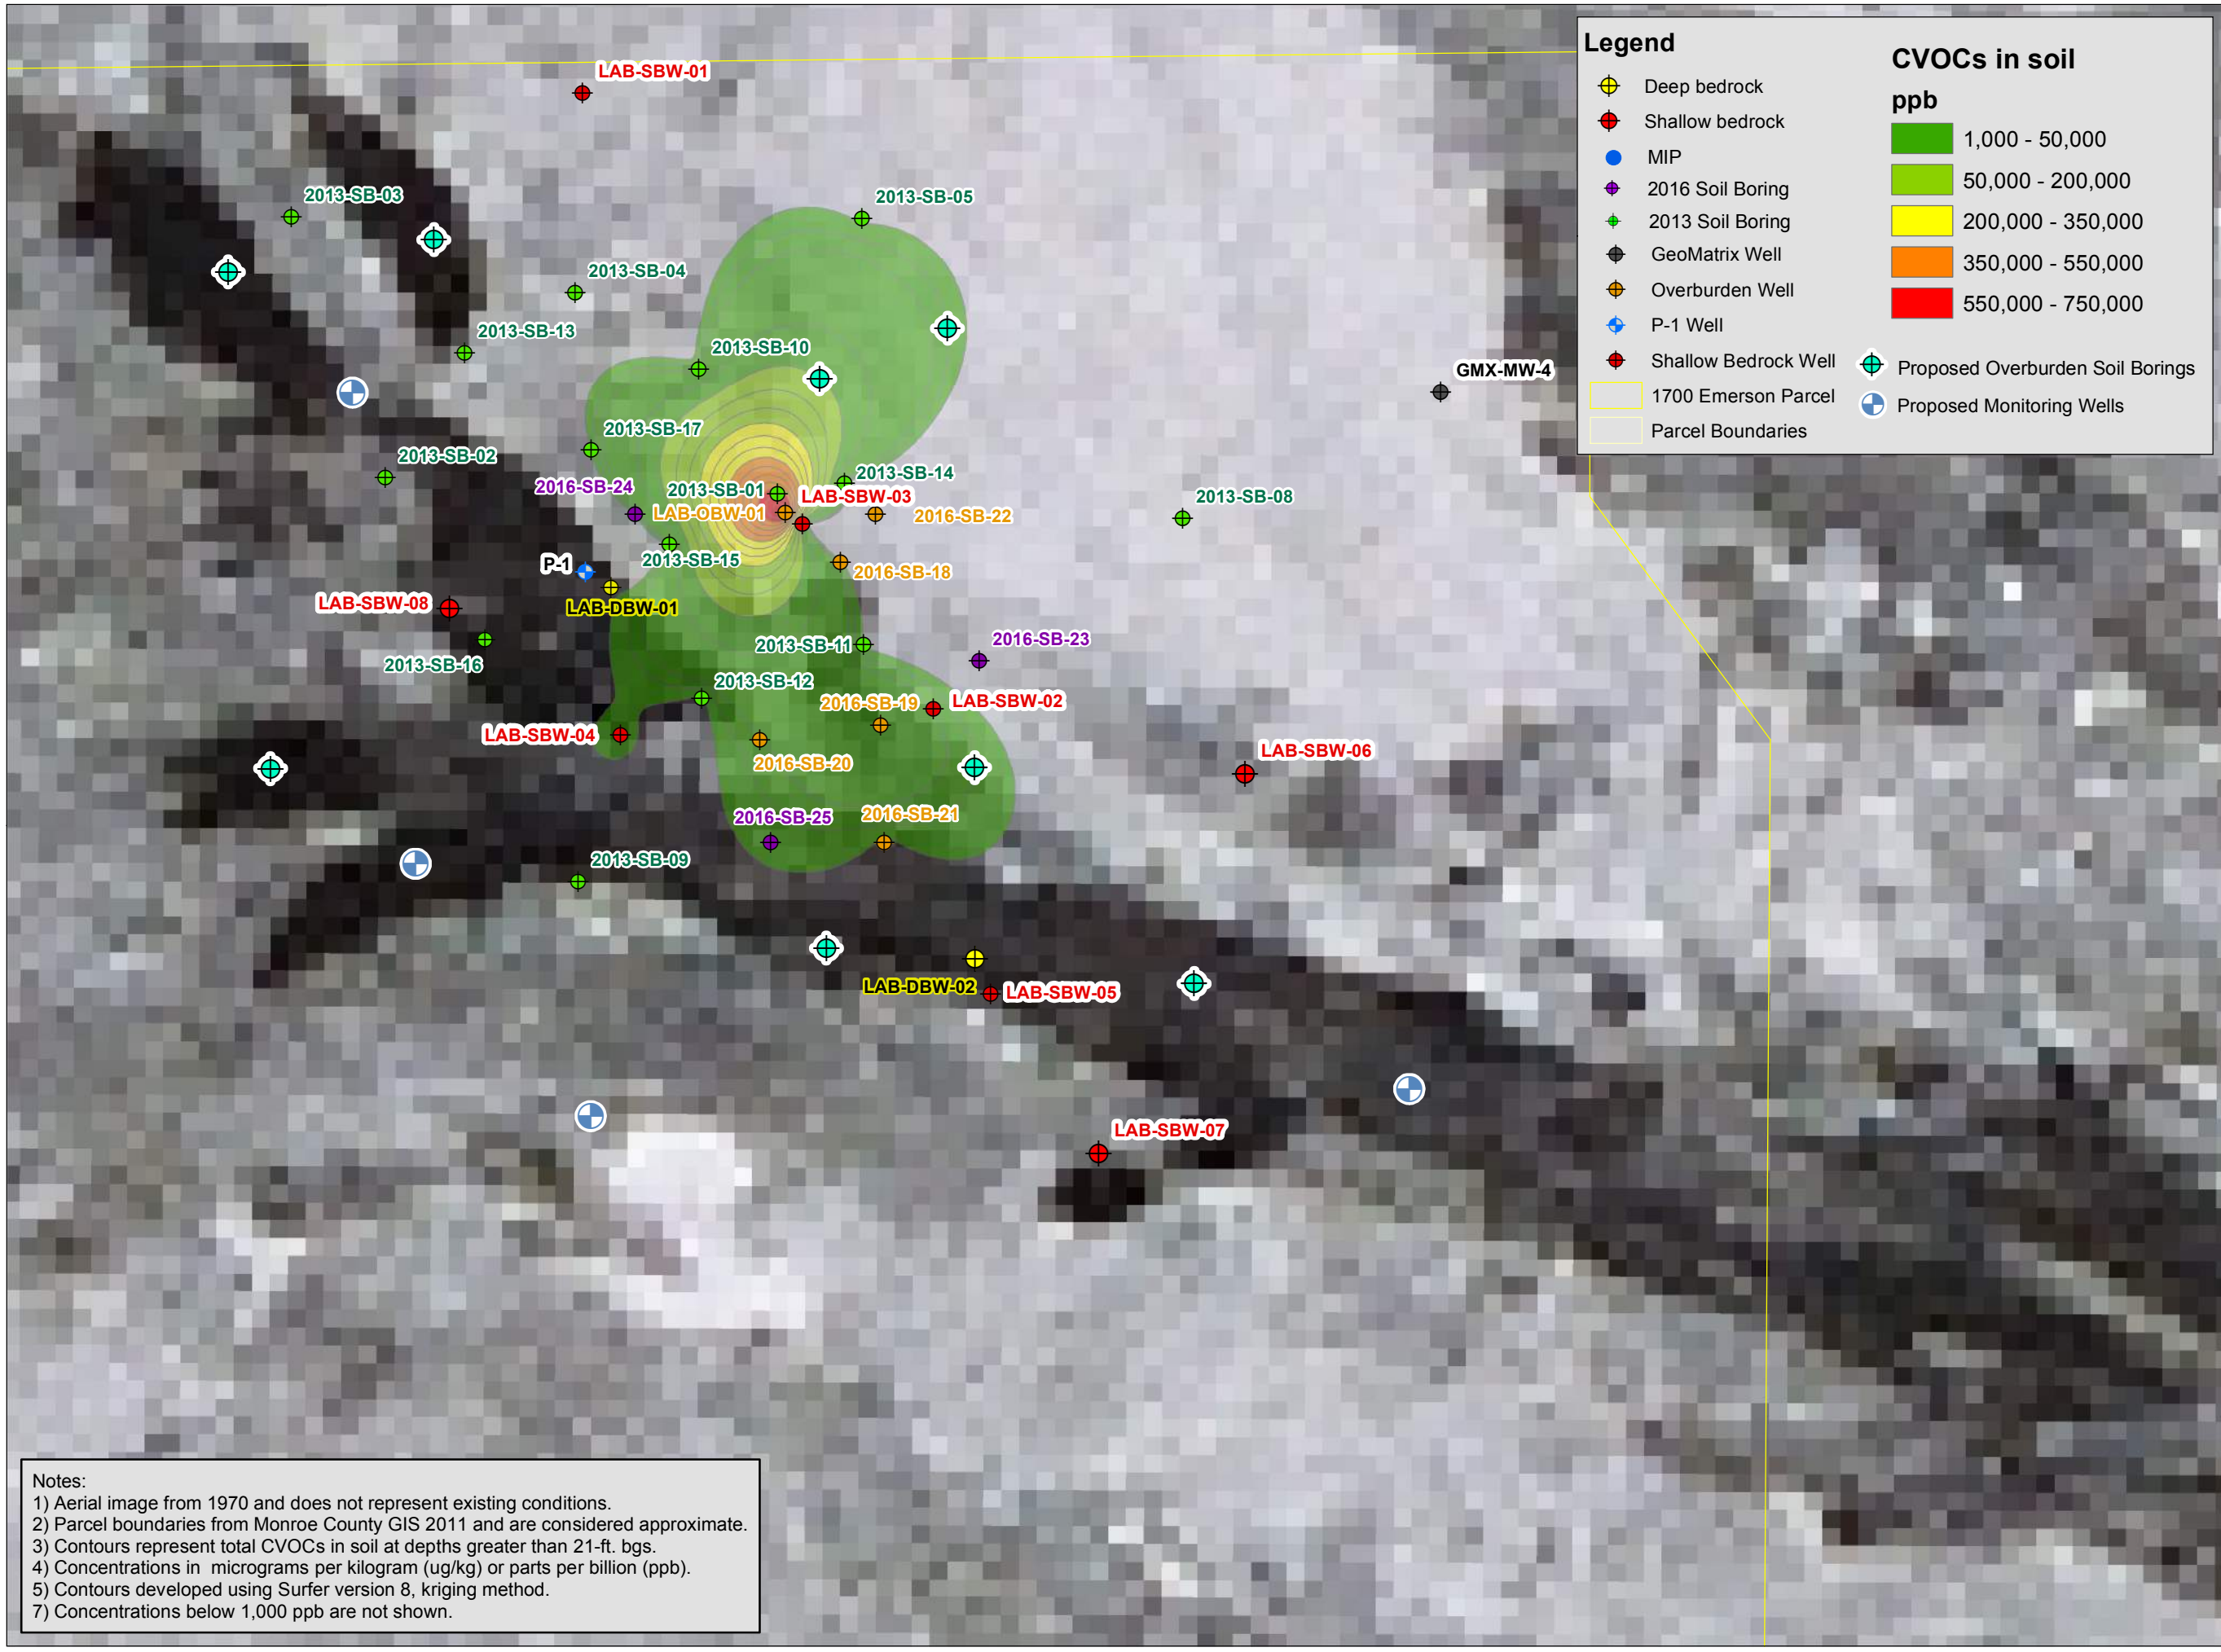 LAB-SBW-01
2013-SB-03
2013-SB-05
2013-SB-04
2013-SB-13
2013-SB-10
GMX-MW-4
2013-SB-17
2013-SB-02
2013-SB-14
2016-SB-24
2013-SB-01
LAB-SBW-03
2013-SB-08
LAB-OBW-01
2016-SB-22
2013-SB-15
P-1
2016-SB-18
LAB-SBW-08
LAB-DBW-01
2013-SB-11
2016-SB-23
2013-SB-16
2013-SB-12
2016-SB-19
LAB-SBW-02
LAB-SBW-04
LAB-SBW-06
2016-SB-20
2016-SB-25
2016-SB-21
2013-SB-09
LAB-DBW-02
LAB-SBW-05
LAB-SBW-07
Legend
Deep bedrock
Shallow bedrock
MIP
2016 Soil Boring
2013 Soil Boring
GeoMatrix Well
Overburden Well
P-1 Well
Shallow Bedrock Well
1700 Emerson Parcel
Parcel Boundaries
CVOCs in soil
ppb
1,000 - 50,000
50,000 - 200,000
200,000 - 350,000
350,000 - 550,000
550,000 - 750,000
Proposed Overburden Soil Borings
Proposed Monitoring Wells
Notes:
1) Aerial image from 1970 and does not represent existing conditions.
2) Parcel boundaries from Monroe County GIS 2011 and are considered approximate.
3) Contours represent total CVOCs in soil at depths greater than 21-ft. bgs.
4) Concentrations in  micrograms per kilogram (ug/kg) or parts per billion (ppb).
5) Contours developed using Surfer version 8, kriging method.
7) Concentrations below 1,000 ppb are not shown.